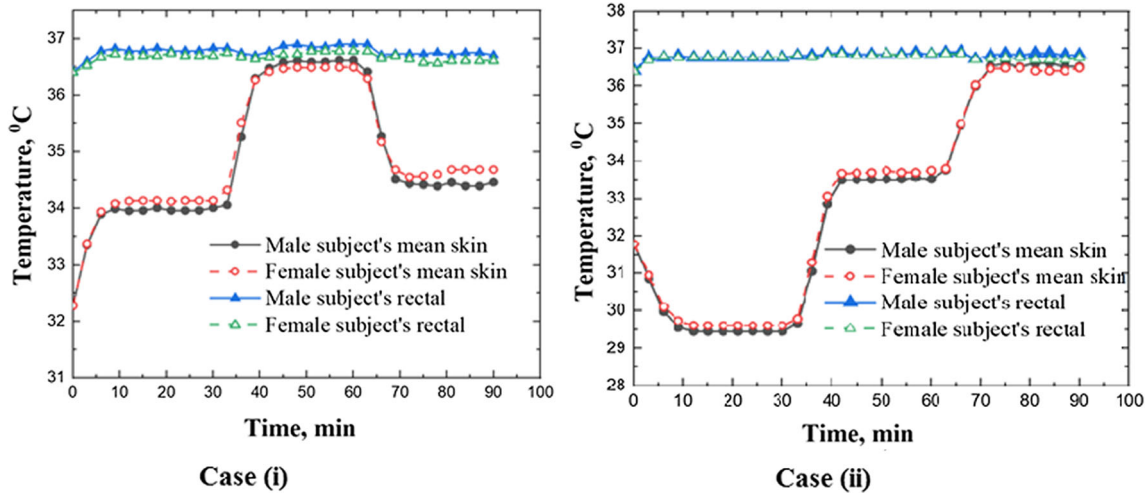 37
36
35
34
33
32
31
Temperature, ⁰C
Male subject's mean skin
Female subject's mean skin
Male subject's rectal
Female subject's rectal
0 10 20 30 40 50 60 70 80 90 100
Time, min
Case (i)
38
37
36
35
34
33
32
31
30
29
28
Temperature, ⁰C
Male subject's mean skin
Female subject's mean skin
Male subject's rectal
Female subject's rectal
0 10 20 30 40 50 60 70 80 90 100
Time, min
Case (ii)